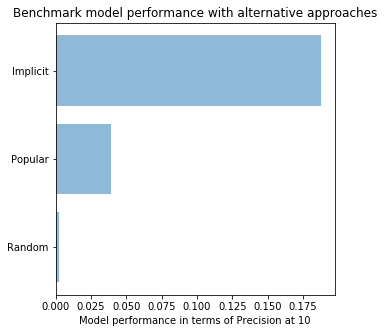 Benchmark model performance with alternative approaches
Implicit
Popular
Random
0.000 0.025 0.050 0.075 0.100 0.125 0.150 0.175
Model performance in terms of Precision at 10